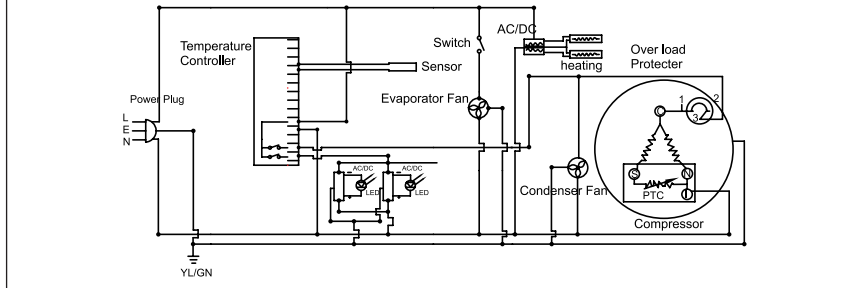 AC/DC
Switch
Temperature
Controller
Over load
Protecter
Sensor
heating
Power Plug
Evaporator Fan
1
2
3
L
E
N
AC/DC
AC/DC
LED
LED
Condenser Fan
S
N
PTC
Compressor
YL/GN